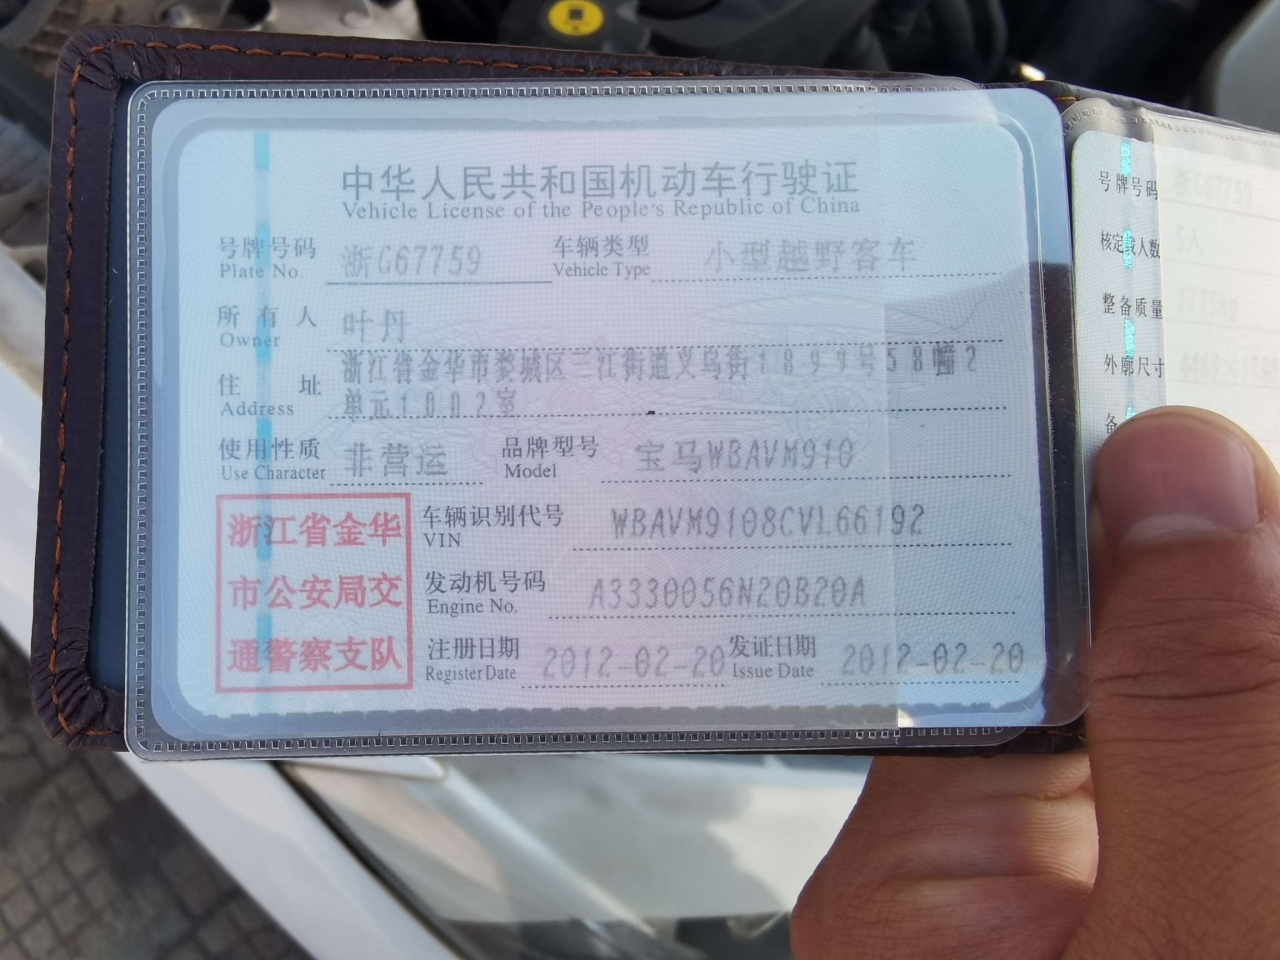 中华人民共和国机动车行驶证
Vehicle License of the People's Republic of China
号牌号码 浙G67759 车辆类型 小型越野客车
Plate No. Vehicle Type
所有人 叶丹
Owner
浙江省金华市婺城区三江街道义乌街1899号58幢2
住址 单元1002室
Address
使用性质 非营运 品牌型号 宝马WBAVM910
Use Character Model
浙江省金华
市公安局交
通警察支队
车辆识别代号 WBAVM9108CVL66192
VIN
发动机号码 A3330056N20B20A
Engine No.
注册日期 2012-02-20 发证日期 2012-02-20
Register Date Issue Date
号牌号码 浙G67759
核定载人数 5人
整备质量 1775kg
外廓尺寸
备